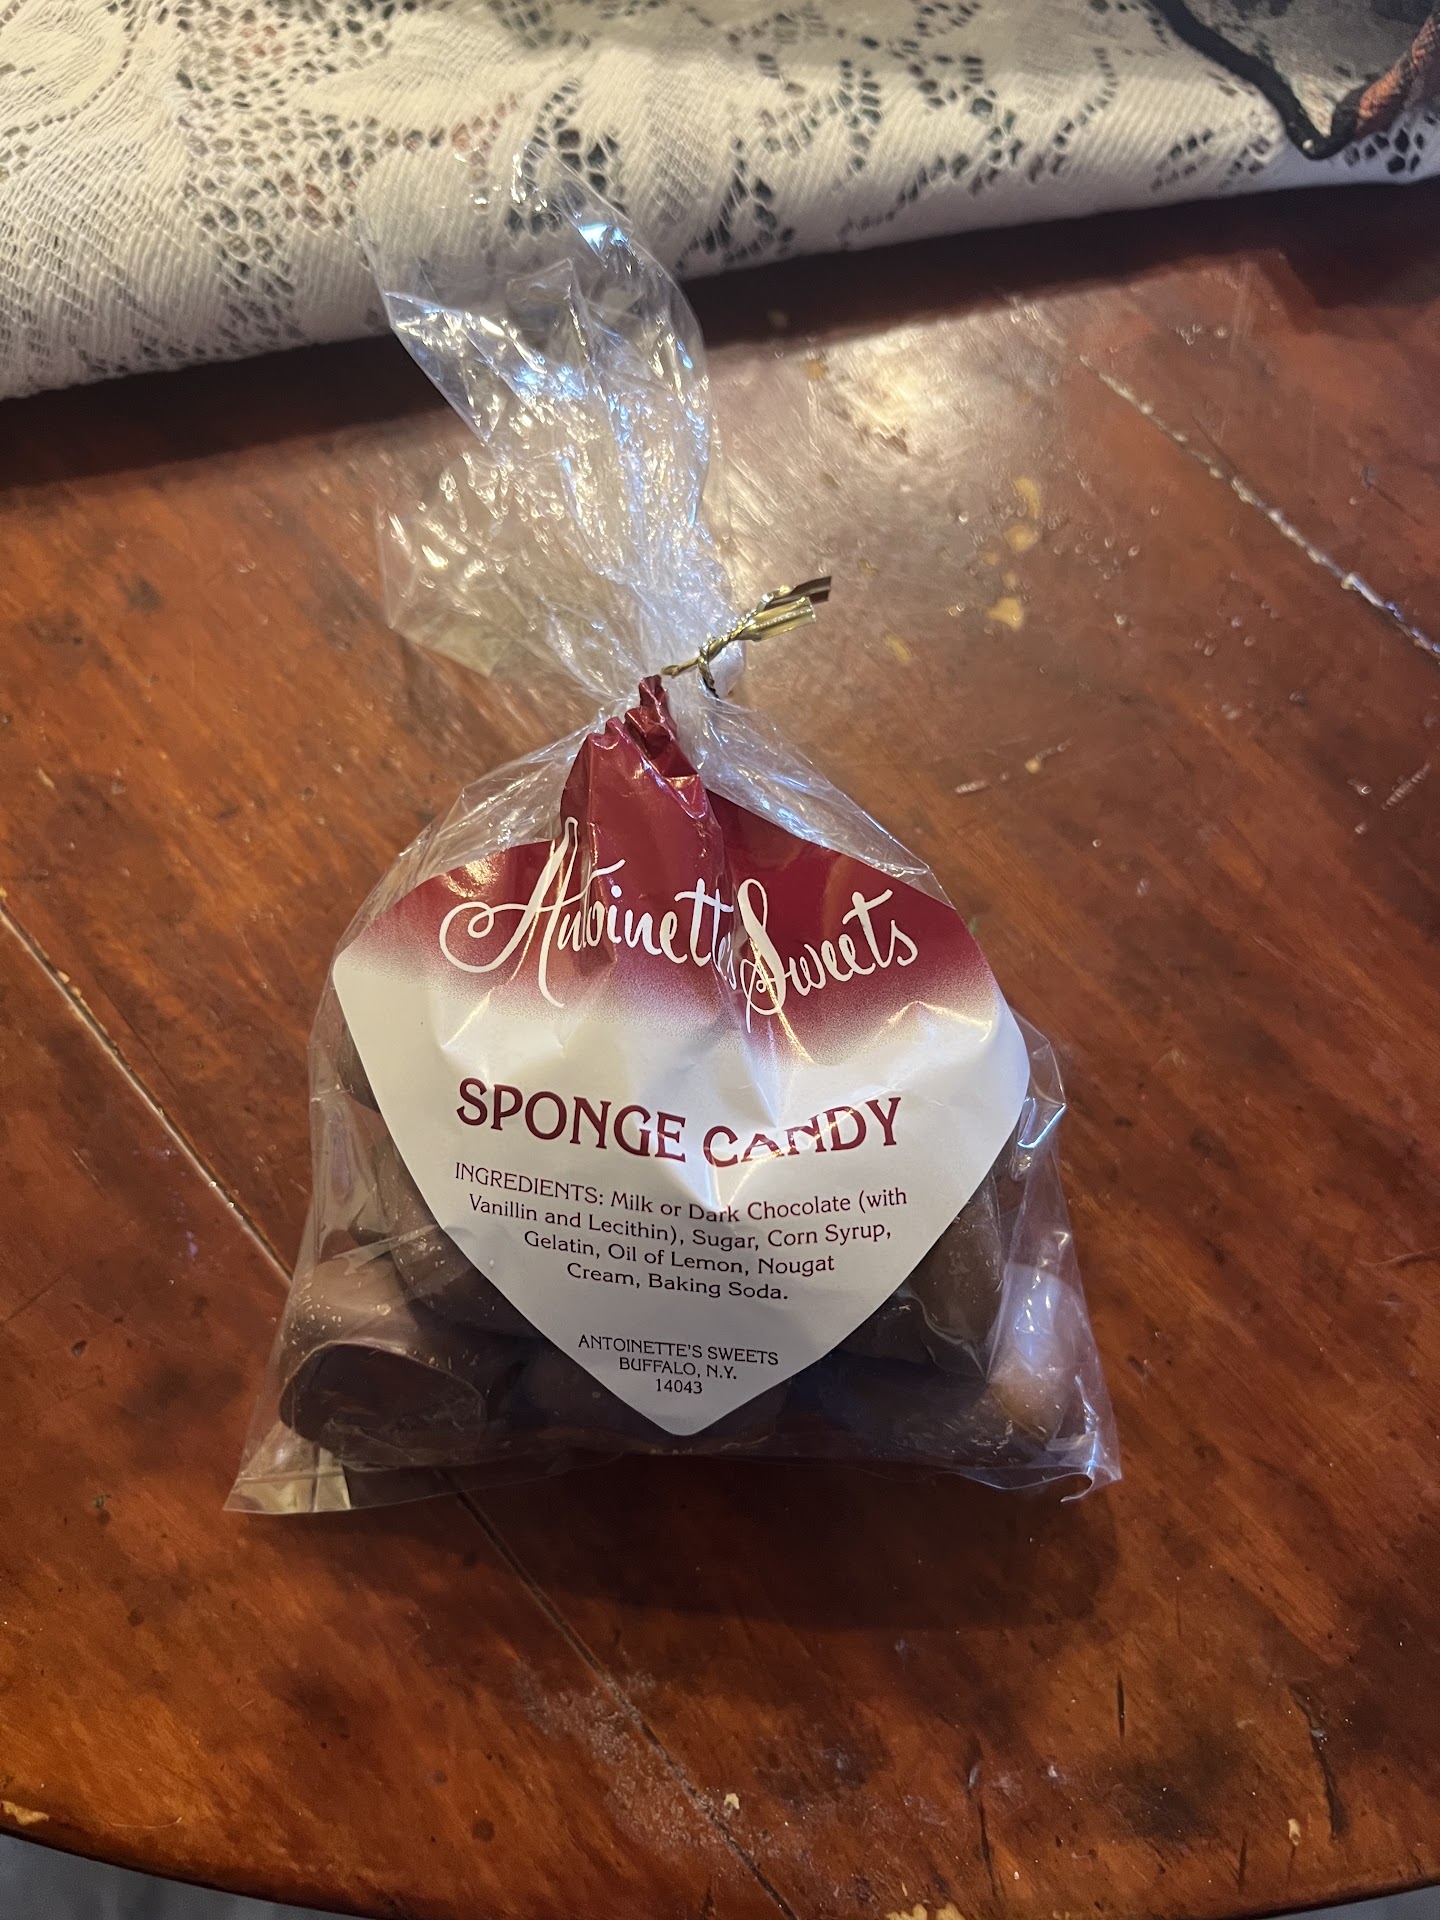 Antoinette's Sweets
SPONGE CANDY
INGREDIENTS: Milk or Dark Chocolate (with
Vanillin and Lecithin), Sugar, Corn Syrup,
Gelatin, Oil of Lemon, Nougat
Cream, Baking Soda.
ANTOINETTE'S SWEETS
BUFFALO, N.Y.
14043